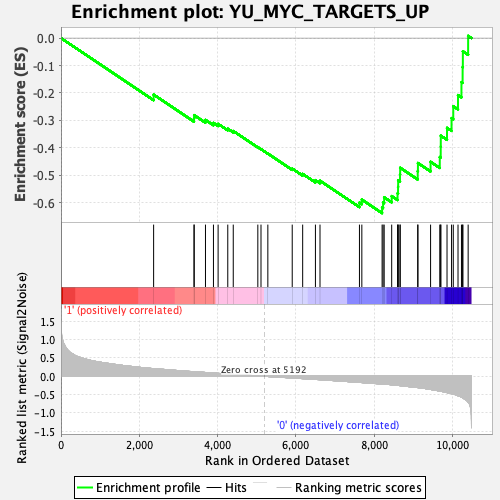 Enrichment plot: YU_MYC_TARGETS_UP
Enrichment score (ES)
0.0
-0.1
-0.2
-0.3
-0.4
-0.5
-0.6
'1' (positively correlated)
Ranked list metric (Signal2Noise)
1.5
1.0
0.5
0.0
-0.5
-1.0
-1.5
Zero cross at 5192
'0' (negatively correlated)
0 2,000 4,000 6,000 8,000 10,000
Rank in Ordered Dataset
Enrichment profile Hits Ranking metric scores